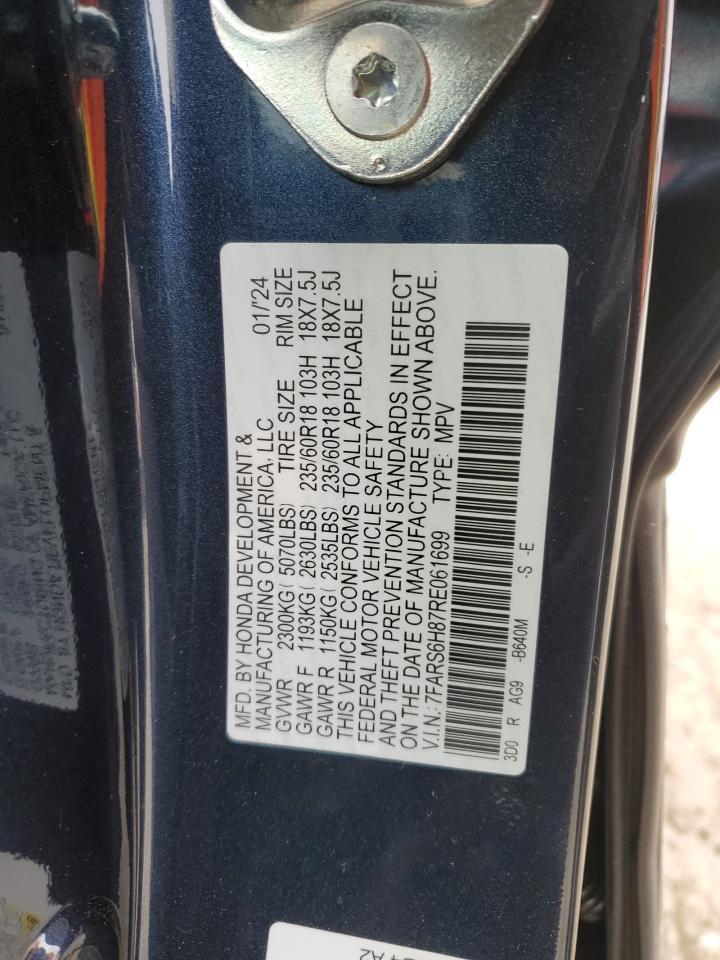 MFD. BY HONDA DEVELOPMENT &
MANUFACTURING OF AMERICA, LLC 01/'24
GVWR 2300KG( 5070LBS) TIRE SIZE RIM SIZE
GAWR F 1193KG( 2630LBS) 235/60R18 103H 18X7.5J
GAWR R 1150KG( 2535LBS) 235/60R18 103H 18X7.5J
THIS VEHICLE CONFORMS TO ALL APPLICABLE
FEDERAL MOTOR VEHICLE SAFETY
AND THEFT PREVENTION STANDARDS IN EFFECT
ON THE DATE OF MANUFACTURE SHOWN ABOVE.
V.I.N.: 7FARS6H87RE061699 TYPE: MPV
3D0 R AG9 -B640M -S -E